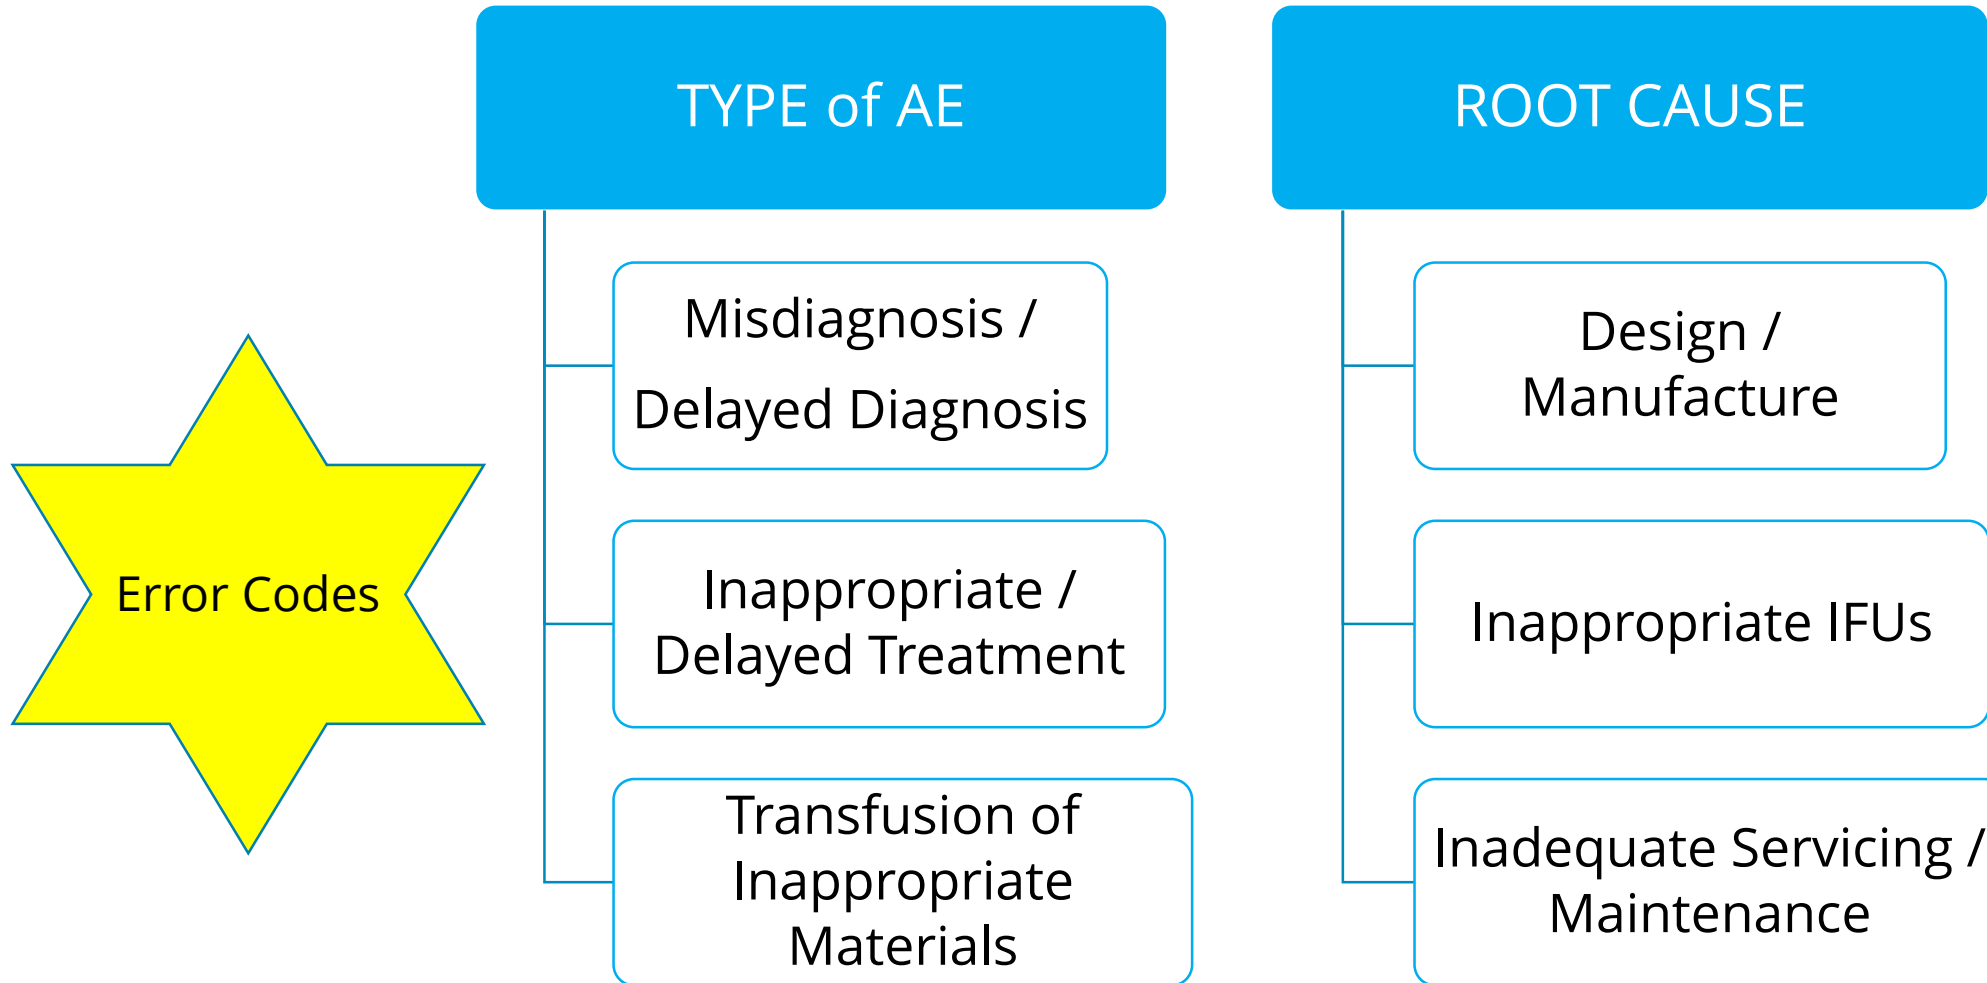 TYPE of AE
ROOT CAUSE
Error Codes
Misdiagnosis /
Delayed Diagnosis
Inappropriate /
Delayed Treatment
Transfusion of
Inappropriate
Materials
Design /
Manufacture
Inappropriate IFUs
Inadequate Servicing /
Maintenance